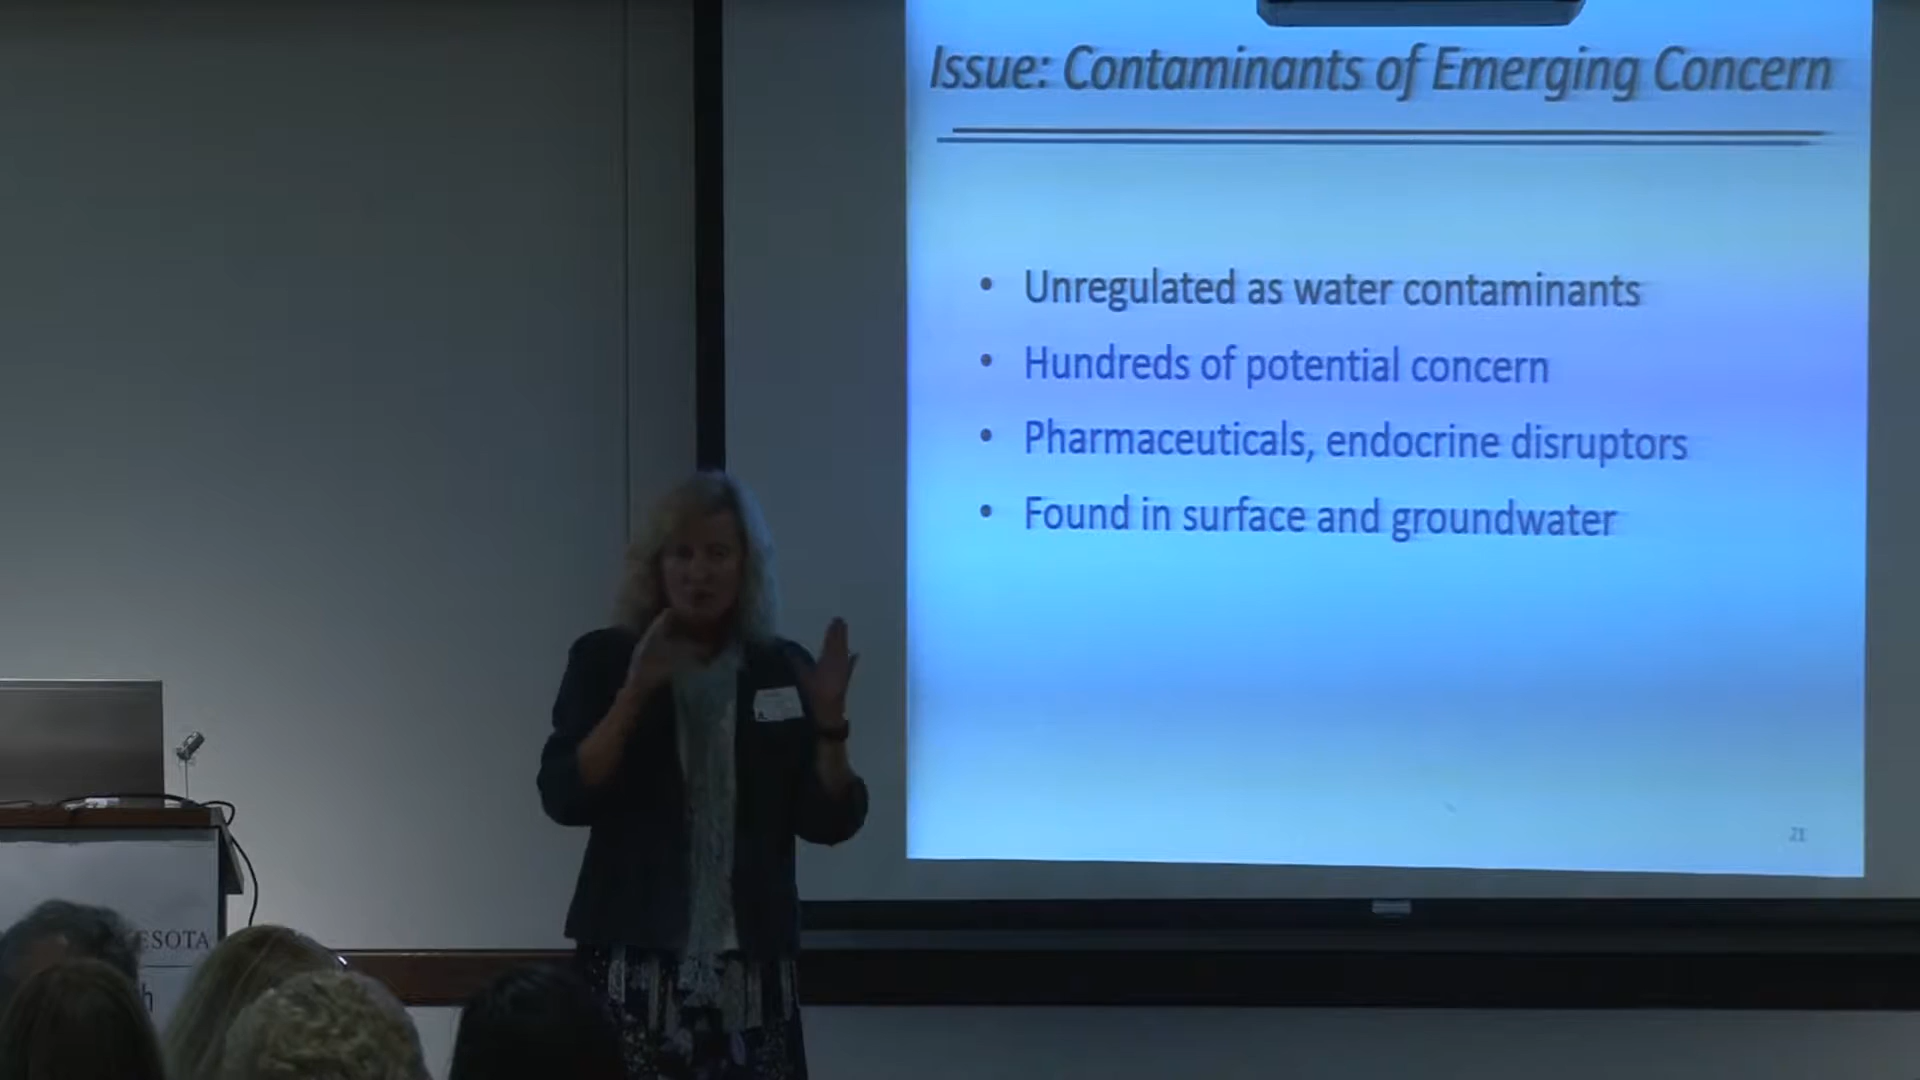 Issue: Contaminants of Emerging Concern
• Unregulated as water contaminants
• Hundreds of potential concern
• Pharmaceuticals, endocrine disruptors
• Found in surface and groundwater
21
ESOTA
h